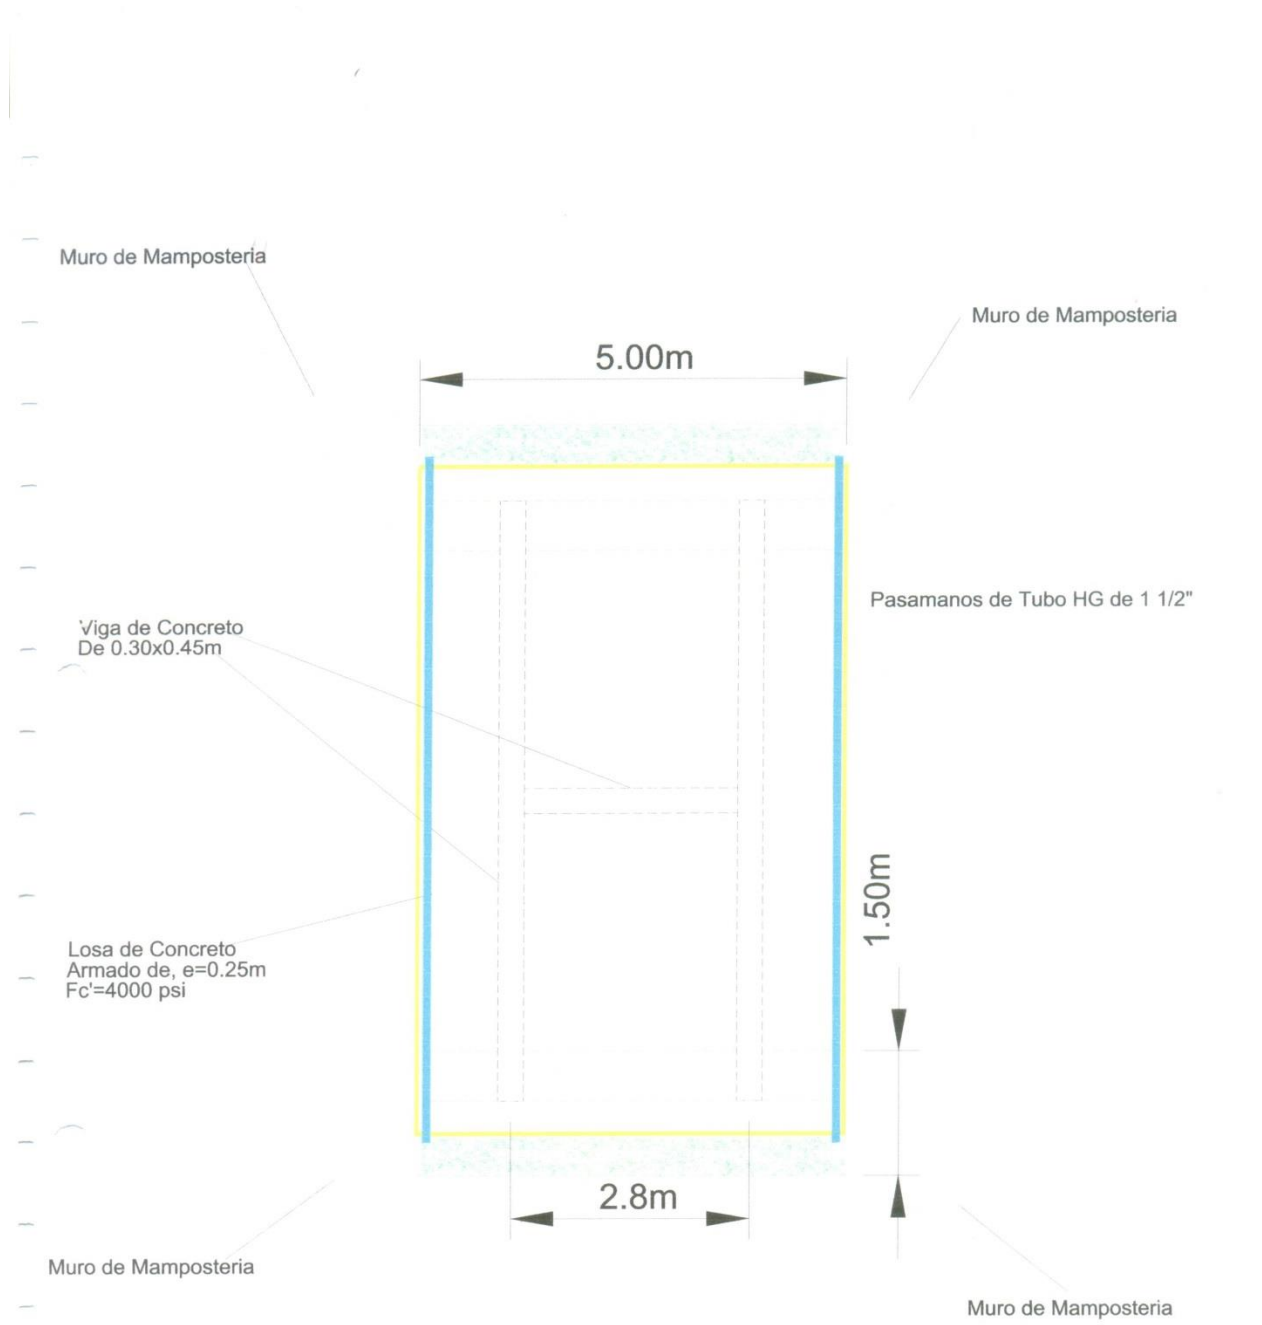 Muro de Mamposteria
Muro de Mamposteria
5.00m
Pasamanos de Tubo HG de 1 1/2"
Viga de Concreto
De 0.30x0.45m
1.50m
Losa de Concreto
Armado de, e=0.25m
Fc'=4000 psi
2.8m
Muro de Mamposteria
Muro de Mamposteria